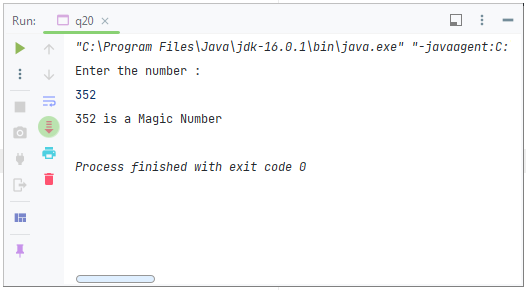 Run: q20
"C:\Program Files\Java\jdk-16.0.1\bin\java.exe" "-javaagent:C:
Enter the number :
352
352 is a Magic Number
Process finished with exit code 0